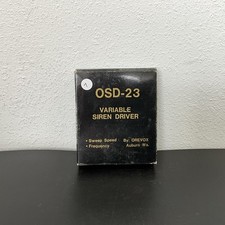 OSD-23
VARIABLE
SIREN DRIVER
• Sweep Speed By OREVOX
• Frequency Auburn Wa.